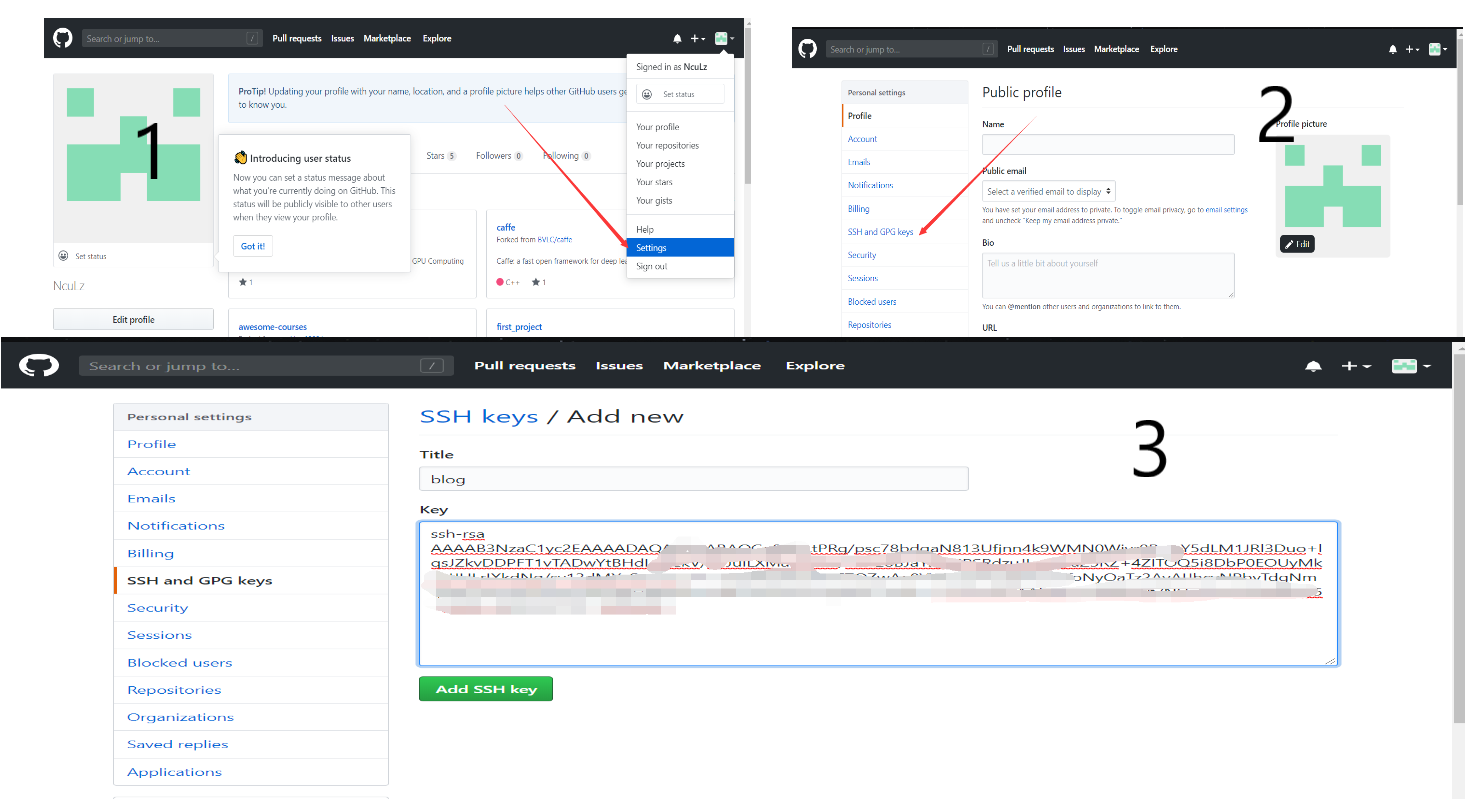 Search or jump to...
/
Pull requests
Issues
Marketplace
Explore
Signed in as NcuLz
Set status
Your profile
Your repositories
Your projects
Your stars
Your gists
Help
Settings
Sign out
1
ProTip! Updating your profile with your name, location, and a profile picture helps other GitHub users ge
to know you.
Introducing user status
Now you can set a status message about
what you're currently doing on GitHub. This
status will be publicly visible to other users
when they view your profile.
Got it!
Stars 5
Followers 0
Following 0
GPU Computing
1
caffe
Forked from BVLC/caffe
Caffe: a fast open framework for deep lea
C++
1
Set status
NcuLz
Edit profile
awesome-courses
first_project
Search or jump to...
/
Pull requests
Issues
Marketplace
Explore
2
Personal settings
Profile
Account
Emails
Notifications
Billing
SSH and GPG keys
Security
Sessions
Blocked users
Repositories
Public profile
Name
Public email
Select a verified email to display
You have set your email address to private. To toggle email privacy, go to email settings
and uncheck "Keep my email address private."
Bio
Tell us a little bit about yourself
You can @mention other users and organizations to link to them.
URL
Profile picture
Edit
Search or jump to...
/
Pull requests
Issues
Marketplace
Explore
3
Personal settings
Profile
Account
Emails
Notifications
Billing
SSH and GPG keys
Security
Sessions
Blocked users
Repositories
Organizations
Saved replies
Applications
SSH keys / Add new
Title
blog
Key
ssh-rsa
Add SSH key